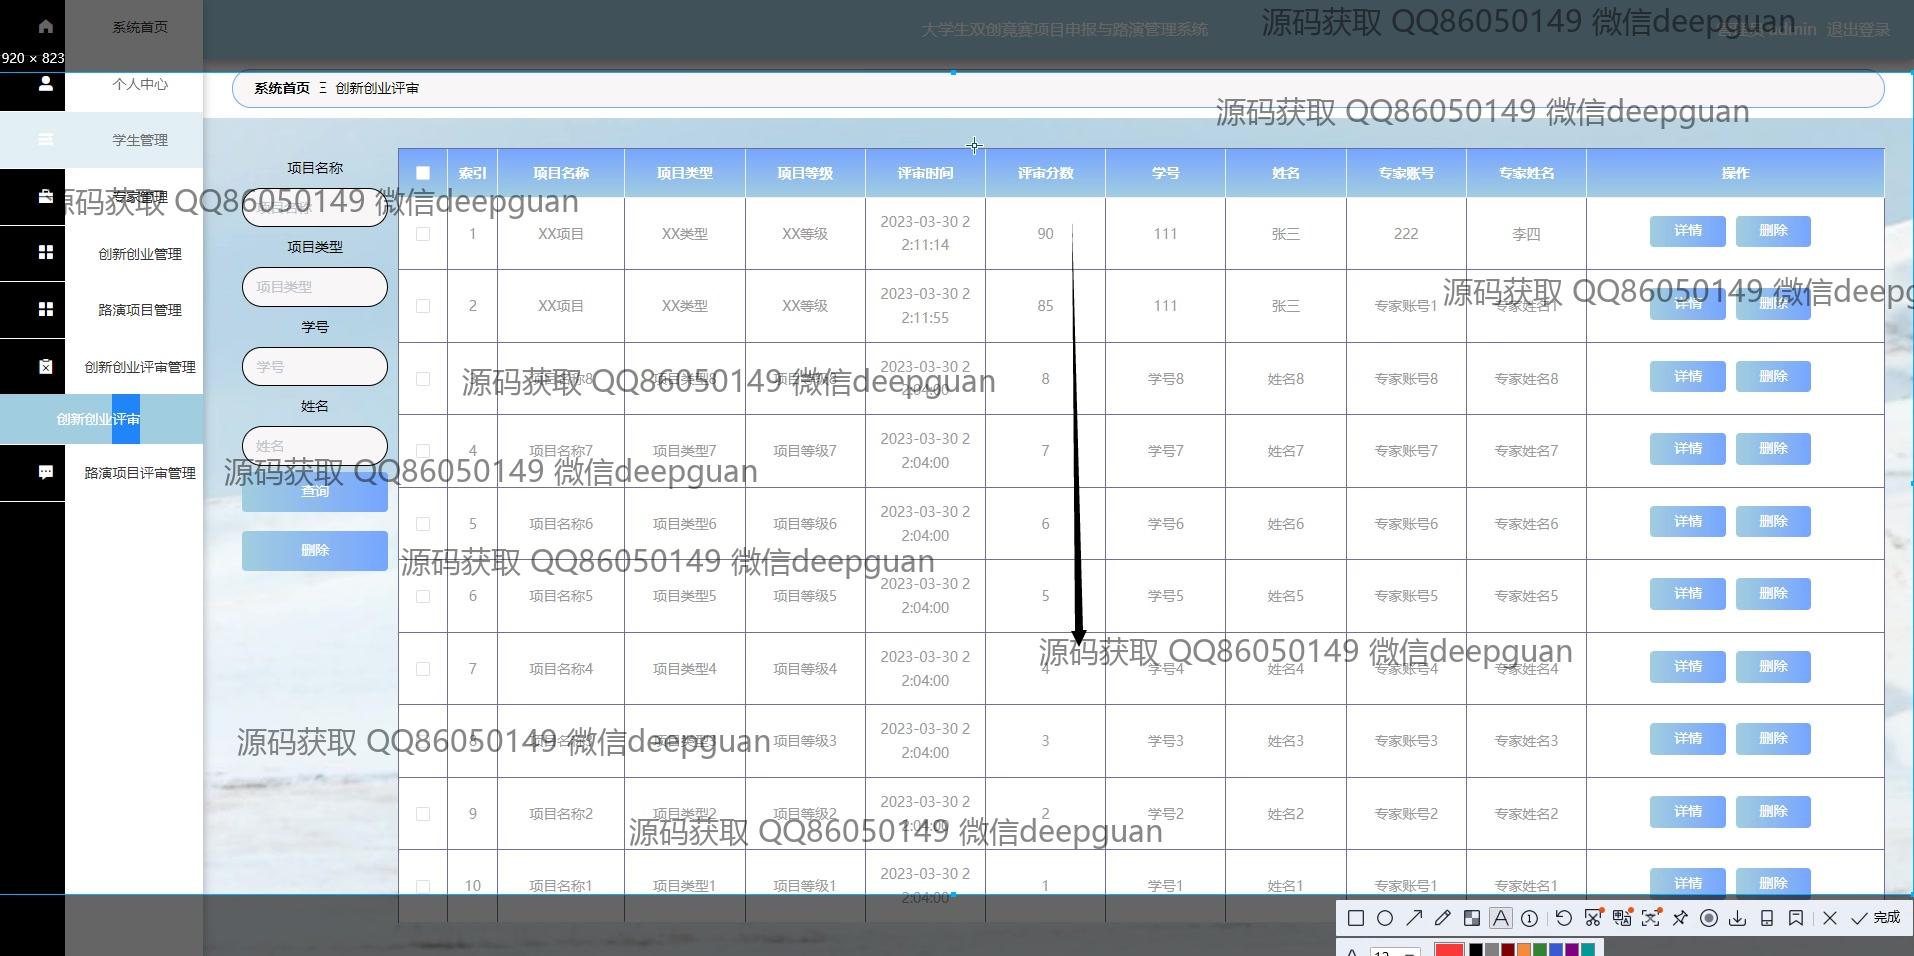 系统首页
大学生双创竞赛项目申报与路演管理系统
源码获取 QQ86050149 微信deepguan
admin 退出登录
920 × 823
个人中心
系统首页 Ξ 创新创业评审
源码获取 QQ86050149 微信deepguan
学生管理
专家管理
创新创业管理
路演项目管理
创新创业评审管理
创新创业评审
路演项目评审管理
项目名称
源码获取 QQ86050149 微信deepguan
项目类型
项目类型
学号
学号
姓名
姓名
源码获取 QQ86050149 微信deepguan
查询
删除
索引 项目名称 项目类型 项目等级 评审时间 评审分数 学号 姓名 专家账号 专家姓名 操作
1 XX项目 XX类型 XX等级 2023-03-30 2 90 111 张三 222 李四 详情 删除
2:11:14
源码获取 QQ86050149 微信deepg
2 XX项目 XX类型 XX等级 2023-03-30 2 85 111 张三 专家账号1 专家姓名1 详情 删除
2:11:55
3 项目名称8 项目类型8 项目等级8 2023-03-30 2 8 学号8 姓名8 专家账号8 专家姓名8 详情 删除
2:04:00
源码获取 QQ86050149 微信deepguan
4 项目名称7 项目类型7 项目等级7 2023-03-30 2 7 学号7 姓名7 专家账号7 专家姓名7 详情 删除
2:04:00
5 项目名称6 项目类型6 项目等级6 2023-03-30 2 6 学号6 姓名6 专家账号6 专家姓名6 详情 删除
2:04:00
源码获取 QQ86050149 微信deepguan
6 项目名称5 项目类型5 项目等级5 2023-03-30 2 5 学号5 姓名5 专家账号5 专家姓名5 详情 删除
2:04:00
源码获取 QQ86050149 微信deepguan
7 项目名称4 项目类型4 项目等级4 2023-03-30 2 4 学号4 姓名4 专家账号4 专家姓名4 详情 删除
2:04:00
源码获取 QQ86050149 微信deepguan
8 项目名称3 项目类型3 项目等级3 2023-03-30 2 3 学号3 姓名3 专家账号3 专家姓名3 详情 删除
2:04:00
9 项目名称2 项目类型2 项目等级2 2023-03-30 2 2 学号2 姓名2 专家账号2 专家姓名2 详情 删除
2:04:00
源码获取 QQ86050149 微信deepguan
10 项目名称1 项目类型1 项目等级1 2023-03-30 2 1 学号1 姓名1 专家账号1 专家姓名1 详情 删除
2:04:00
完成